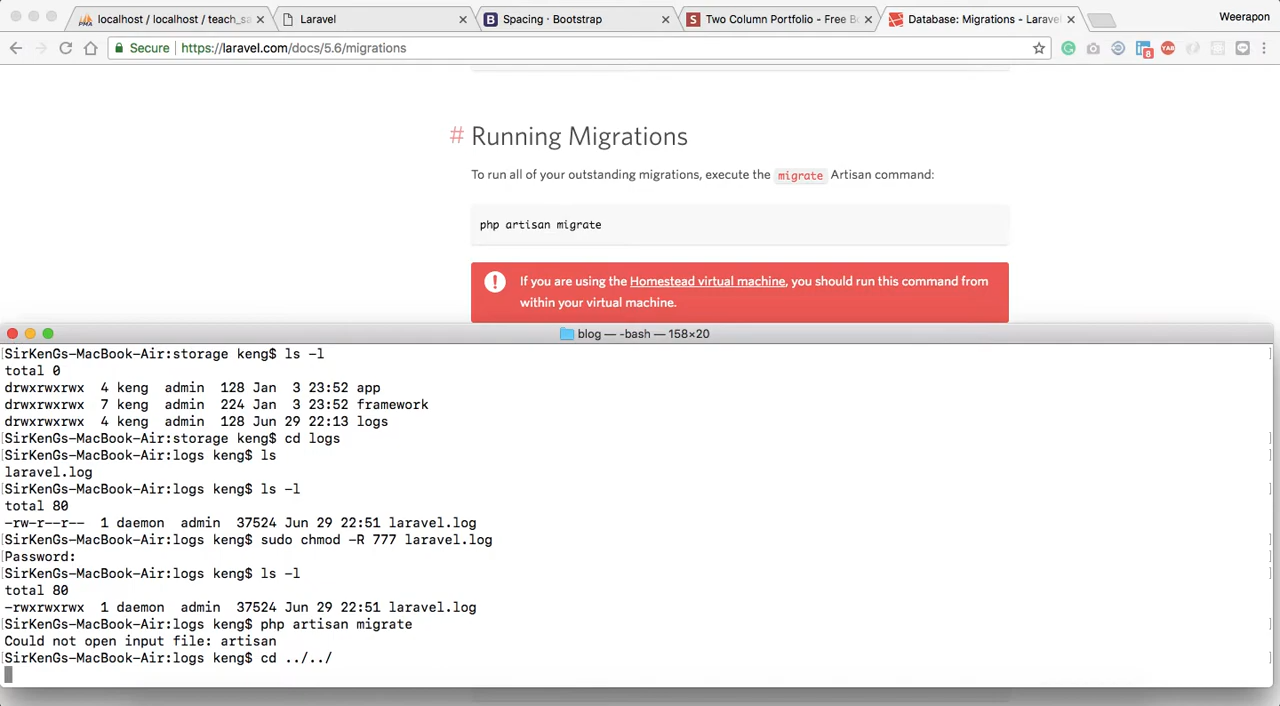 localhost / localhost / teach_sa
Laravel
Spacing · Bootstrap
Two Column Portfolio - Free Bo
Database: Migrations - Laravel
Weerapon
Secure https://laravel.com/docs/5.6/migrations
# Running Migrations
To run all of your outstanding migrations, execute the migrate Artisan command:
php artisan migrate
If you are using the Homestead virtual machine, you should run this command from
within your virtual machine.
blog — -bash — 158×20
SirKenGs-MacBook-Air:storage keng$ ls -l
total 0
drwxrwxrwx 4 keng admin 128 Jan 3 23:52 app
drwxrwxrwx 7 keng admin 224 Jan 3 23:52 framework
drwxrwxrwx 4 keng admin 128 Jun 29 22:13 logs
SirKenGs-MacBook-Air:storage keng$ cd logs
SirKenGs-MacBook-Air:logs keng$ ls
laravel.log
SirKenGs-MacBook-Air:logs keng$ ls -l
total 80
-rw-r--r-- 1 daemon admin 37524 Jun 29 22:51 laravel.log
SirKenGs-MacBook-Air:logs keng$ sudo chmod -R 777 laravel.log
Password:
SirKenGs-MacBook-Air:logs keng$ ls -l
total 80
-rwxrwxrwx 1 daemon admin 37524 Jun 29 22:51 laravel.log
SirKenGs-MacBook-Air:logs keng$ php artisan migrate
Could not open input file: artisan
SirKenGs-MacBook-Air:logs keng$ cd ../../